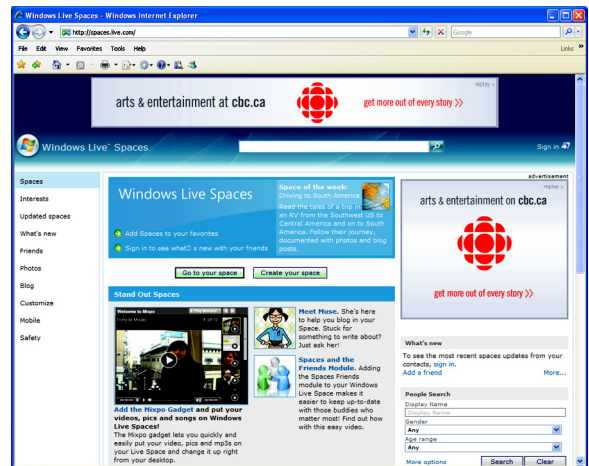 Windows Live Spaces - Windows Internet Explorer
http://spaces.live.com/
Google
File Edit View Favorites Tools Help
Links »
replay »
arts & entertainment at cbc.ca
get more out of every story >>
Windows Live™ Spaces
Sign in
advertisement
Spaces
Interests
Updated spaces
What's new
Friends
Photos
Blog
Customize
Mobile
Safety
Windows Live Spaces
Add Spaces to your favorites
Sign in to see what□s new with your friends
Space of the week:
Driving to South America
Read the tales of a trip in
an RV from the Southwest US to
Central America and on to South
America. Follow their journey,
documented with photos and blog
posts.
Go to your space
Create your space
Stand Out Spaces
Welcome to Mixpo
Intro to Mixpo
1 of 10
Add the Mixpo Gadget and put your
videos, pics and songs on Windows
Live Spaces!
The Mixpo gadget lets you quickly and
easily put your video, pics and mp3s on
your Live Space and change it up right
from your desktop.
Meet Muse. She's here
to help you blog in your
Space. Stuck for
something to write about?
Just ask her!
Spaces and the
Friends Module. Adding
the Spaces Friends
module to your Windows
Live Space makes it
easier to keep up-to-date
with those buddies who
matter most! Find out how
with this easy video.
replay »
arts & entertainment on cbc.ca
get more out of every story >>
What's new
To see the most recent spaces updates from your
contacts, sign in.
Add a friend
More...
People Search
Display Name
Display Name
Gender
Any
Age range
Any
More options
Search
Clear